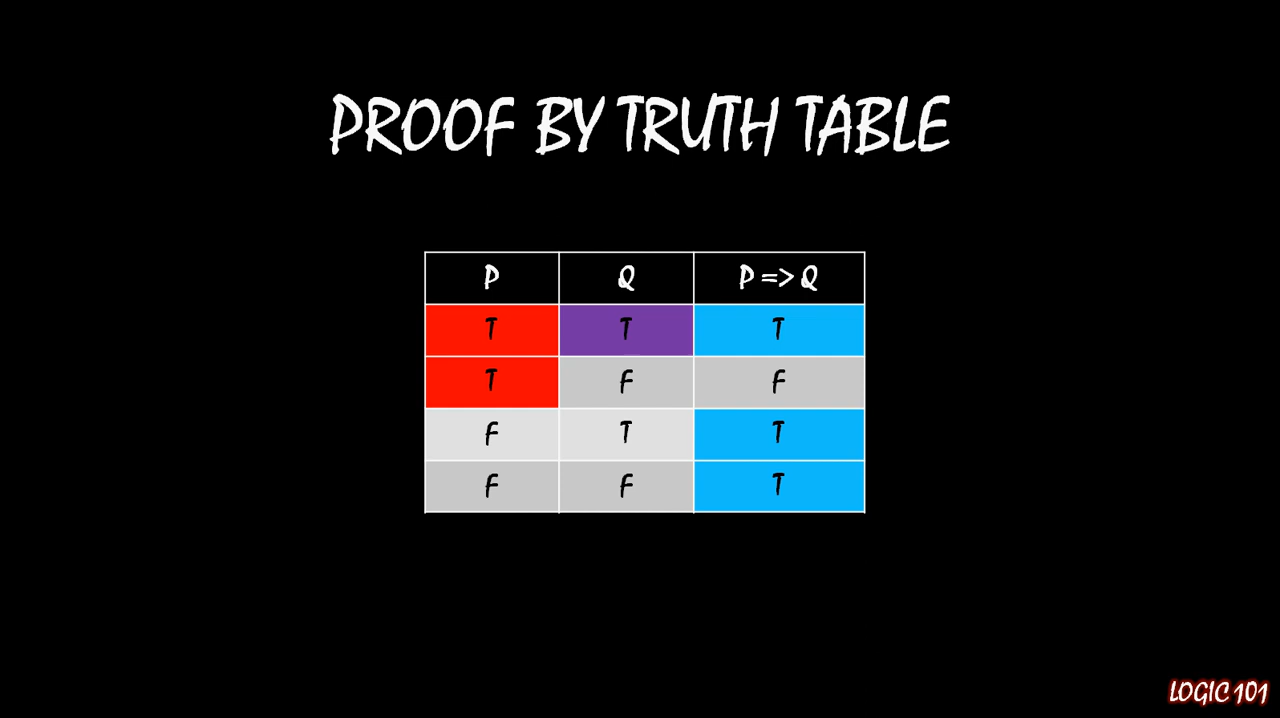 PROOF BY TRUTH TABLE
P Q P => Q
T T T
T F F
F T T
F F T
LOGIC 101